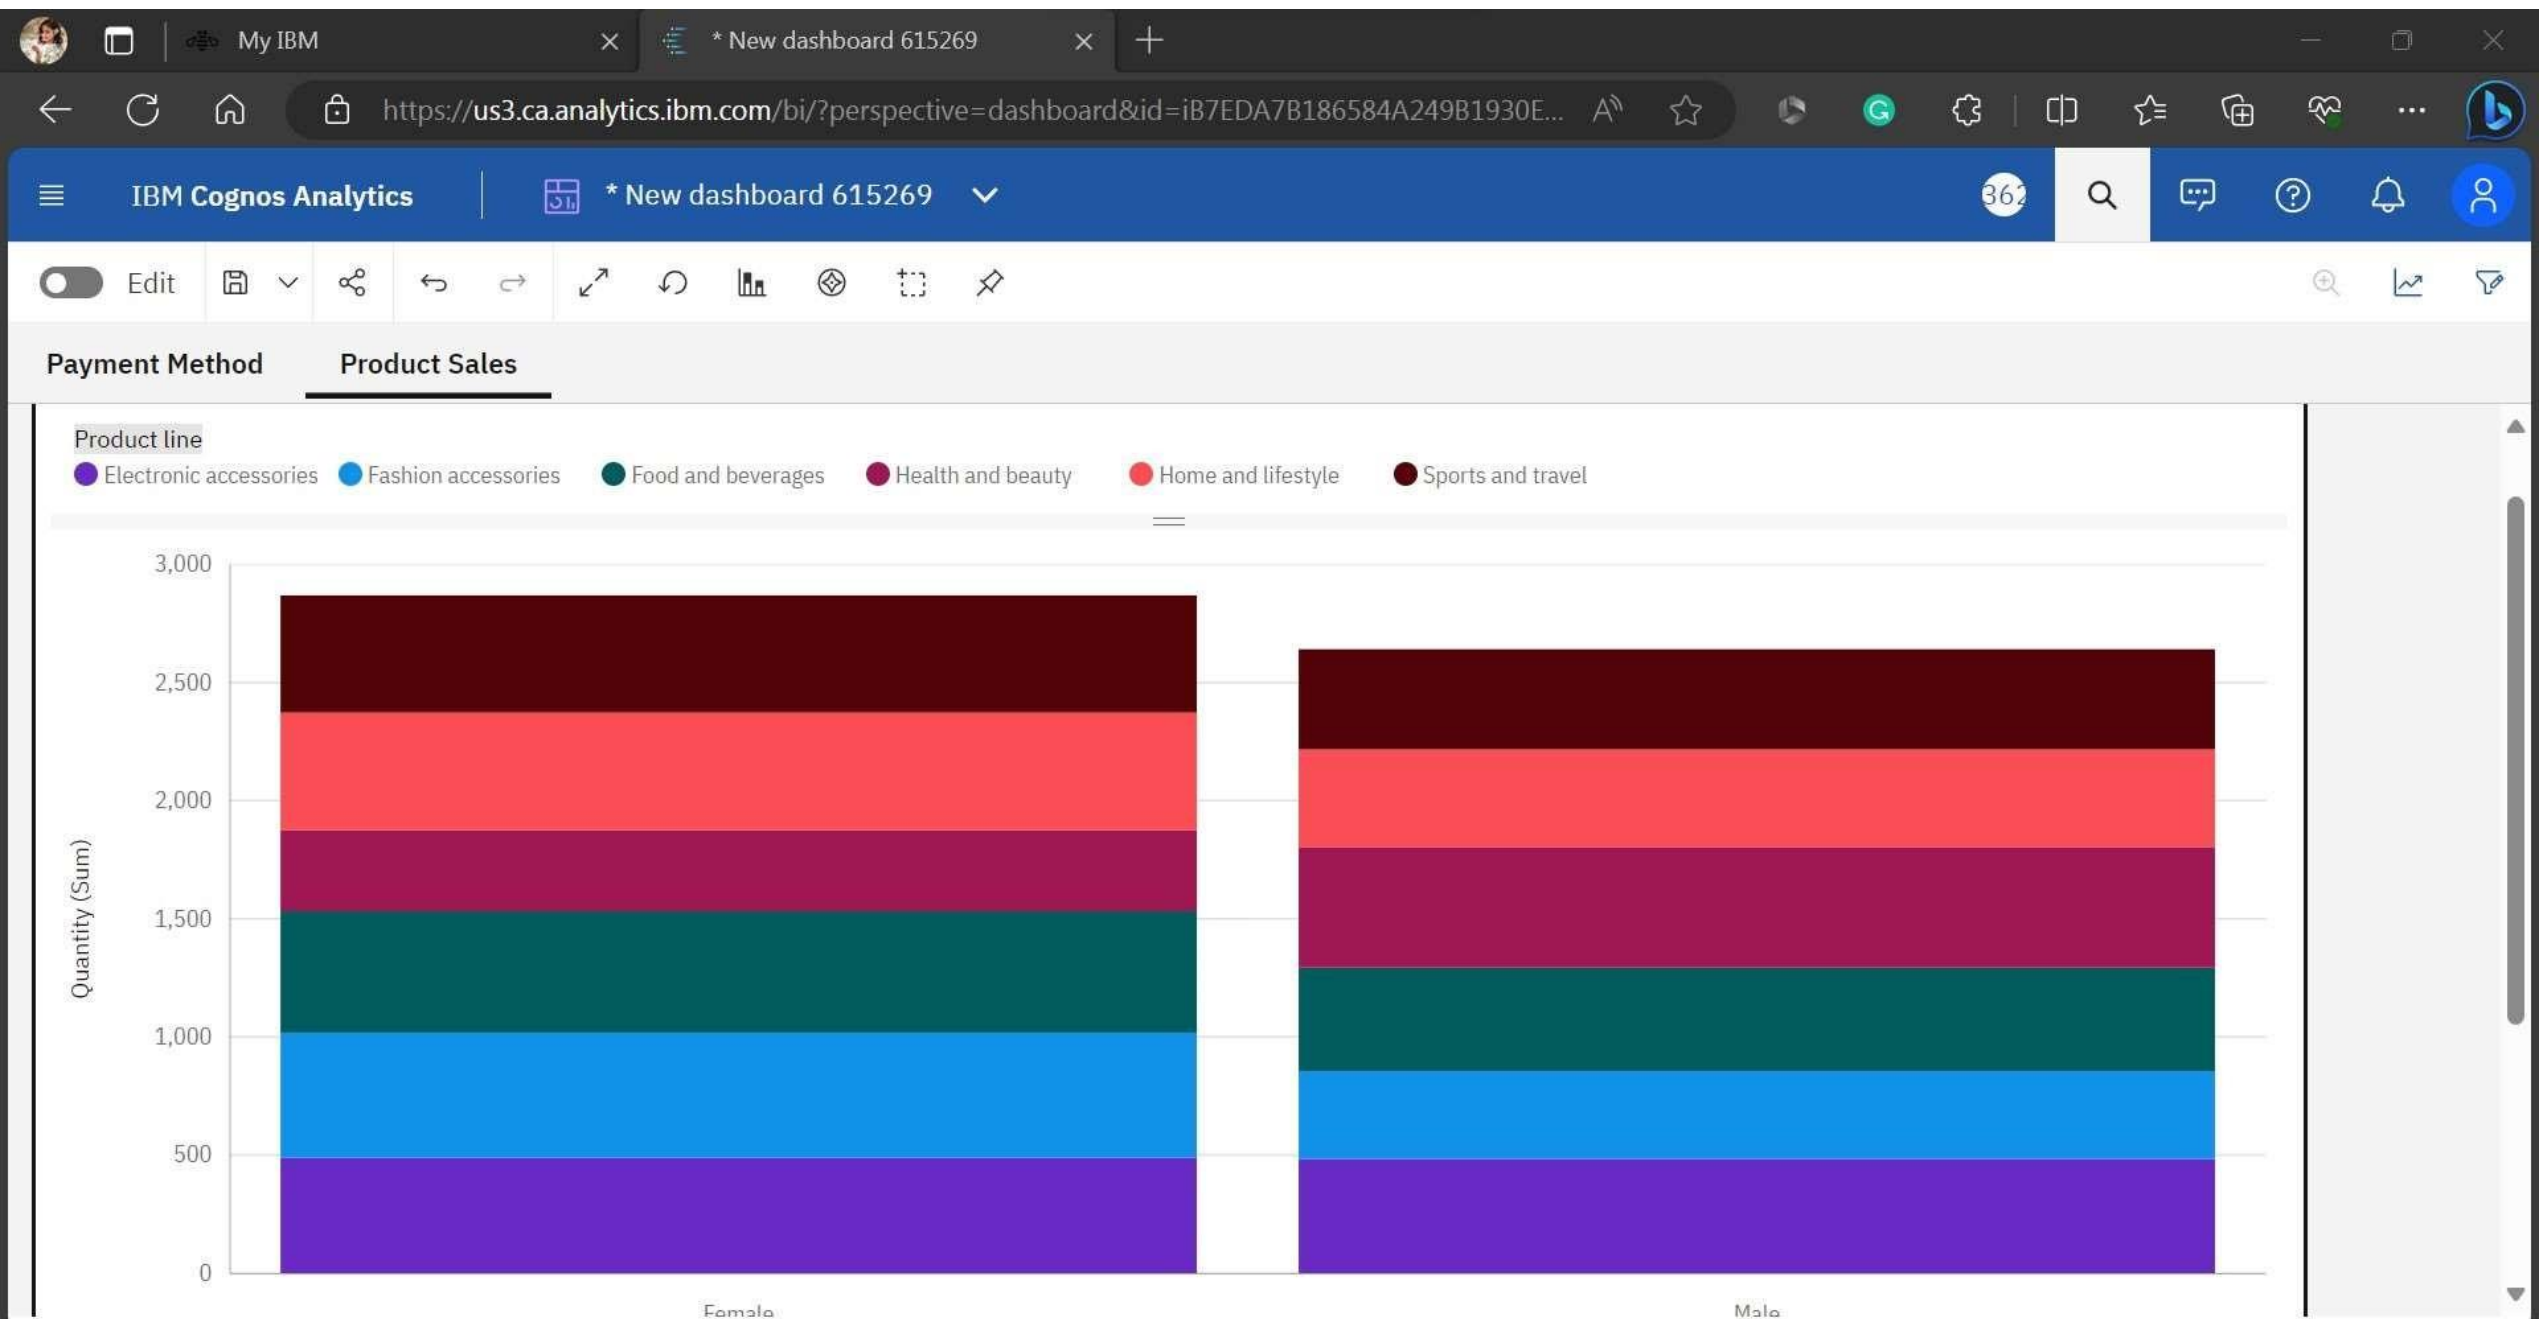 My IBM
* New dashboard 615269
https://us3.ca.analytics.ibm.com/bi/?perspective=dashboard&id=iB7EDA7B186584A249B1930E...
IBM Cognos Analytics
* New dashboard 615269
362
Edit
Payment Method
Product Sales
Product line
Electronic accessories
Fashion accessories
Food and beverages
Health and beauty
Home and lifestyle
Sports and travel
3,000
2,500
2,000
1,500
1,000
500
0
Quantity (Sum)
Female
Male